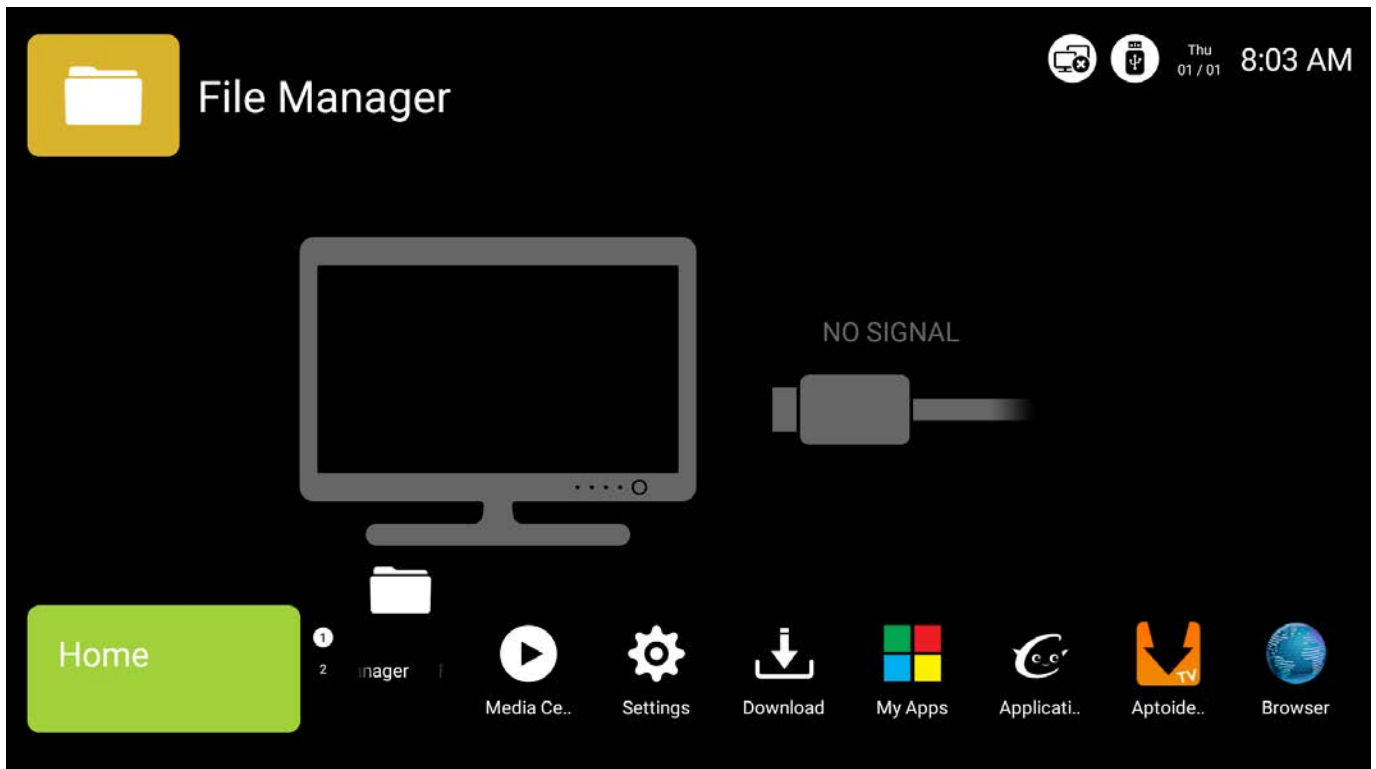 File Manager
Thu
01 / 01
8:03 AM
NO SIGNAL
Home
1
2
nager
Media Ce..
Settings
Download
My Apps
Applicati..
Aptoide..
TV
Browser